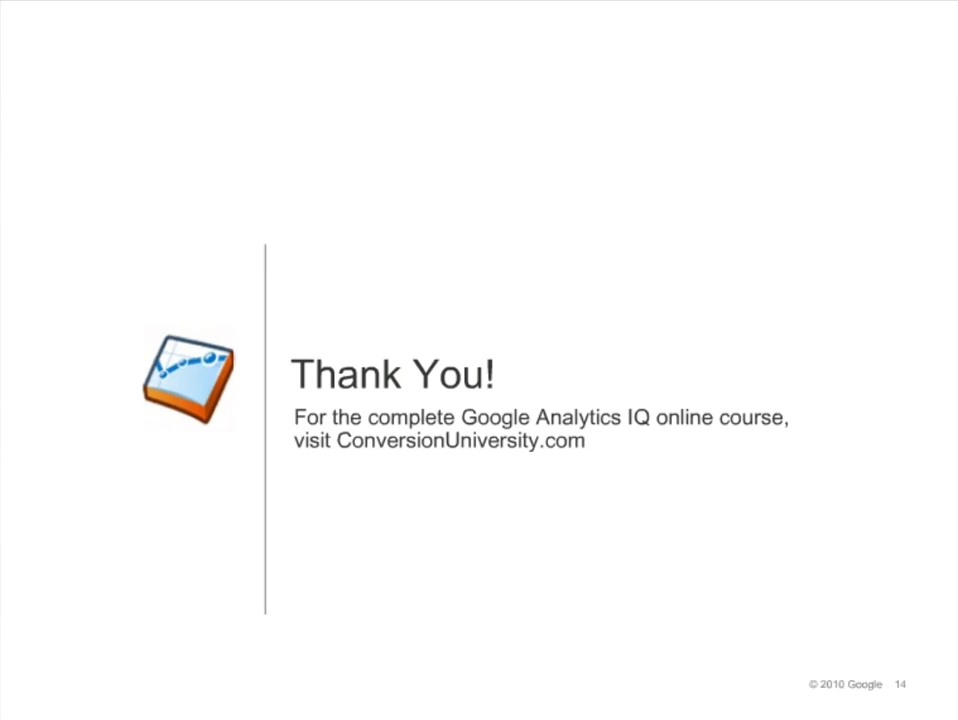 Thank You!
For the complete Google Analytics IQ online course,
visit ConversionUniversity.com
© 2010 Google 14